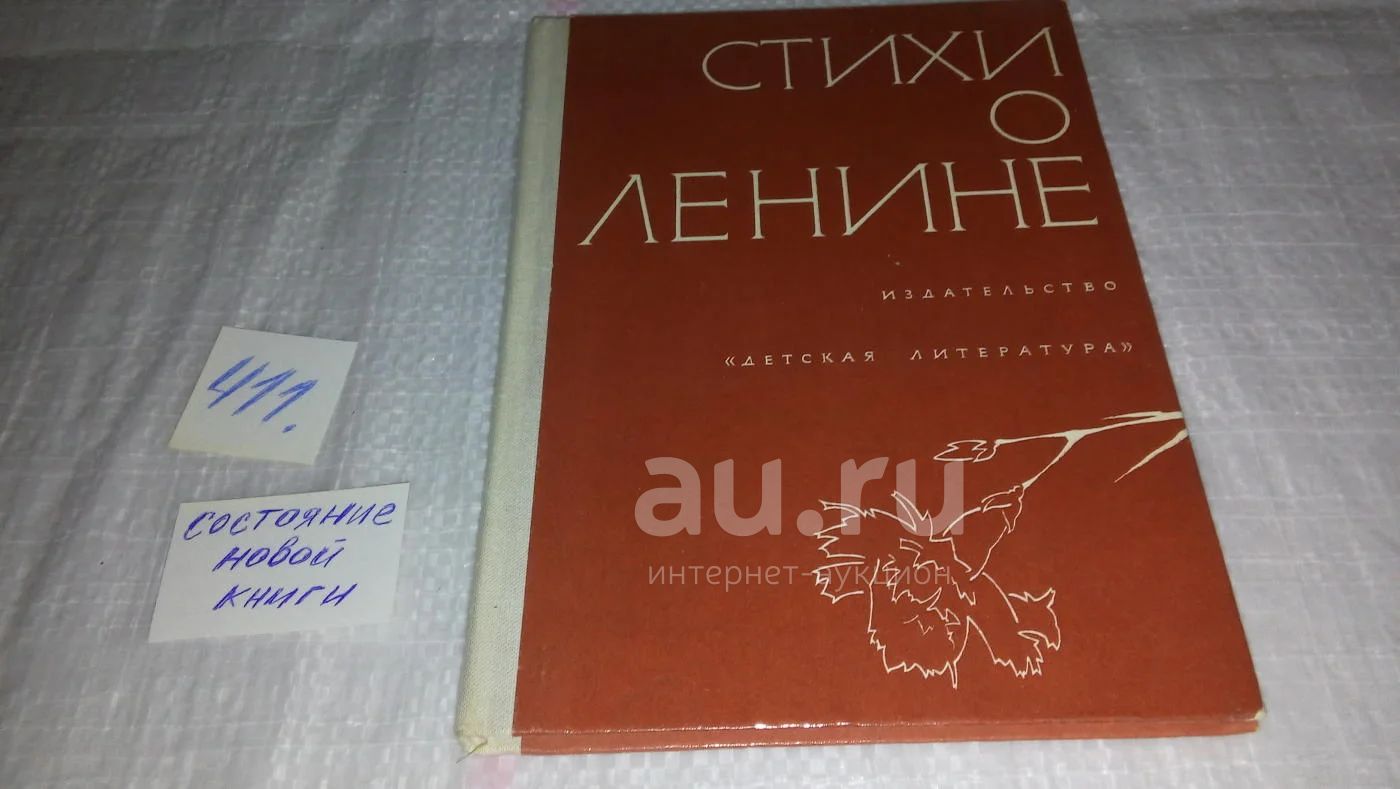 СТИХИ
О
ЛЕНИНЕ
ИЗДАТЕЛЬСТВО
«ДЕТСКАЯ ЛИТЕРАТУРА»
411.
состояние
новой
книги
au.ru
интернет-аукцион